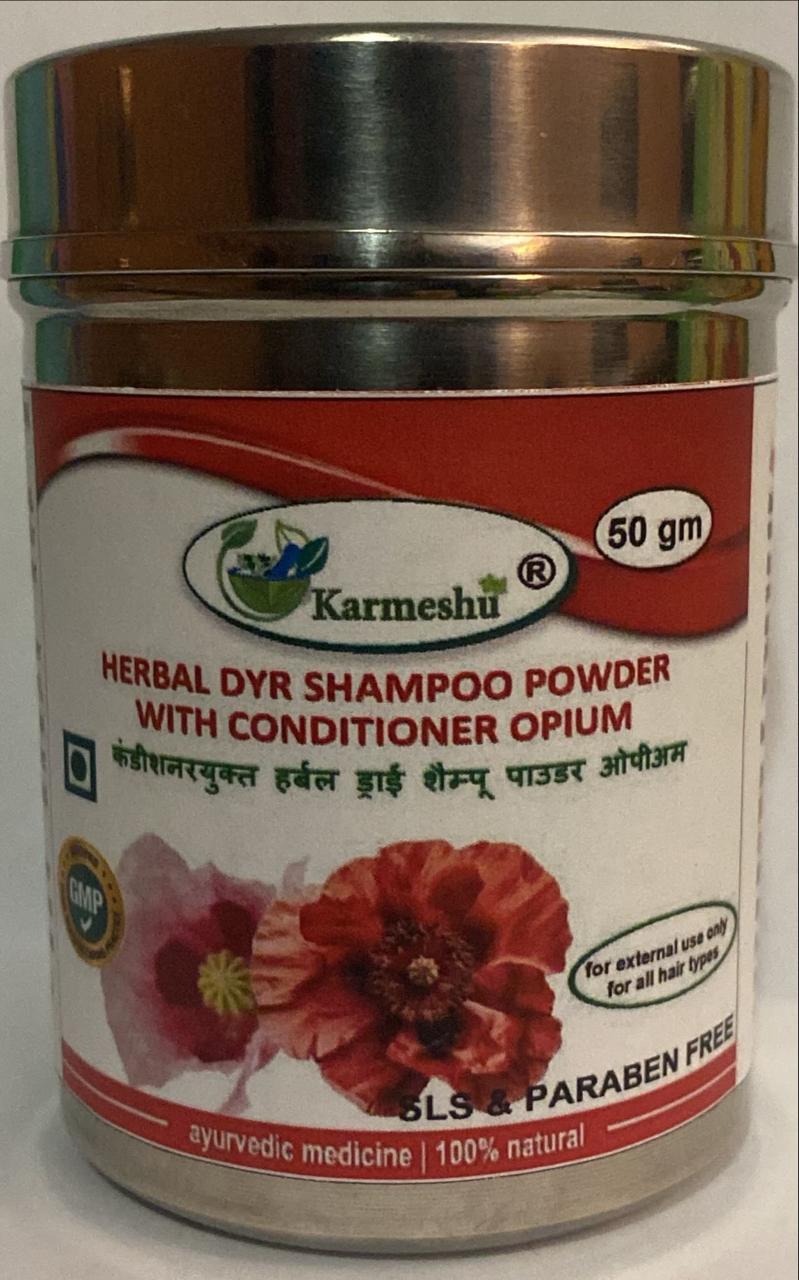 50 gm
Karmeshu ®
HERBAL DYR SHAMPOO POWDER
WITH CONDITIONER OPIUM
कंडीशनरयुक्त हर्बल ड्राई शैम्पू पाउडर ओपीअम
GMP
for external use only
for all hair types
SLS & PARABEN FREE
ayurvedic medicine | 100% natural